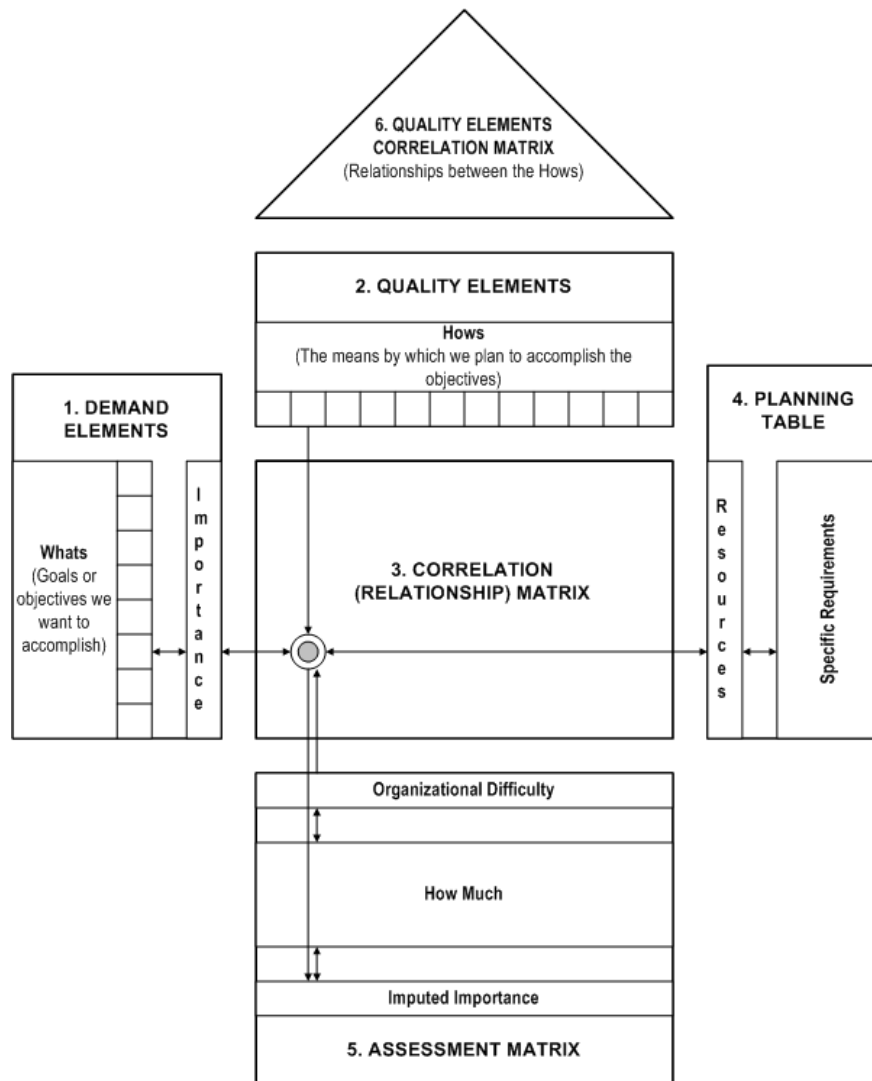 6. QUALITY ELEMENTS
CORRELATION MATRIX
(Relationships between the Hows)
2. QUALITY ELEMENTS
Hows
(The means by which we plan to accomplish the
objectives)
1. DEMAND
ELEMENTS
Whats
(Goals or
objectives we
want to
accomplish)
Importance
3. CORRELATION
(RELATIONSHIP) MATRIX
4. PLANNING
TABLE
Resources
Specific Requirements
Organizational Difficulty
How Much
Imputed Importance
5. ASSESSMENT MATRIX